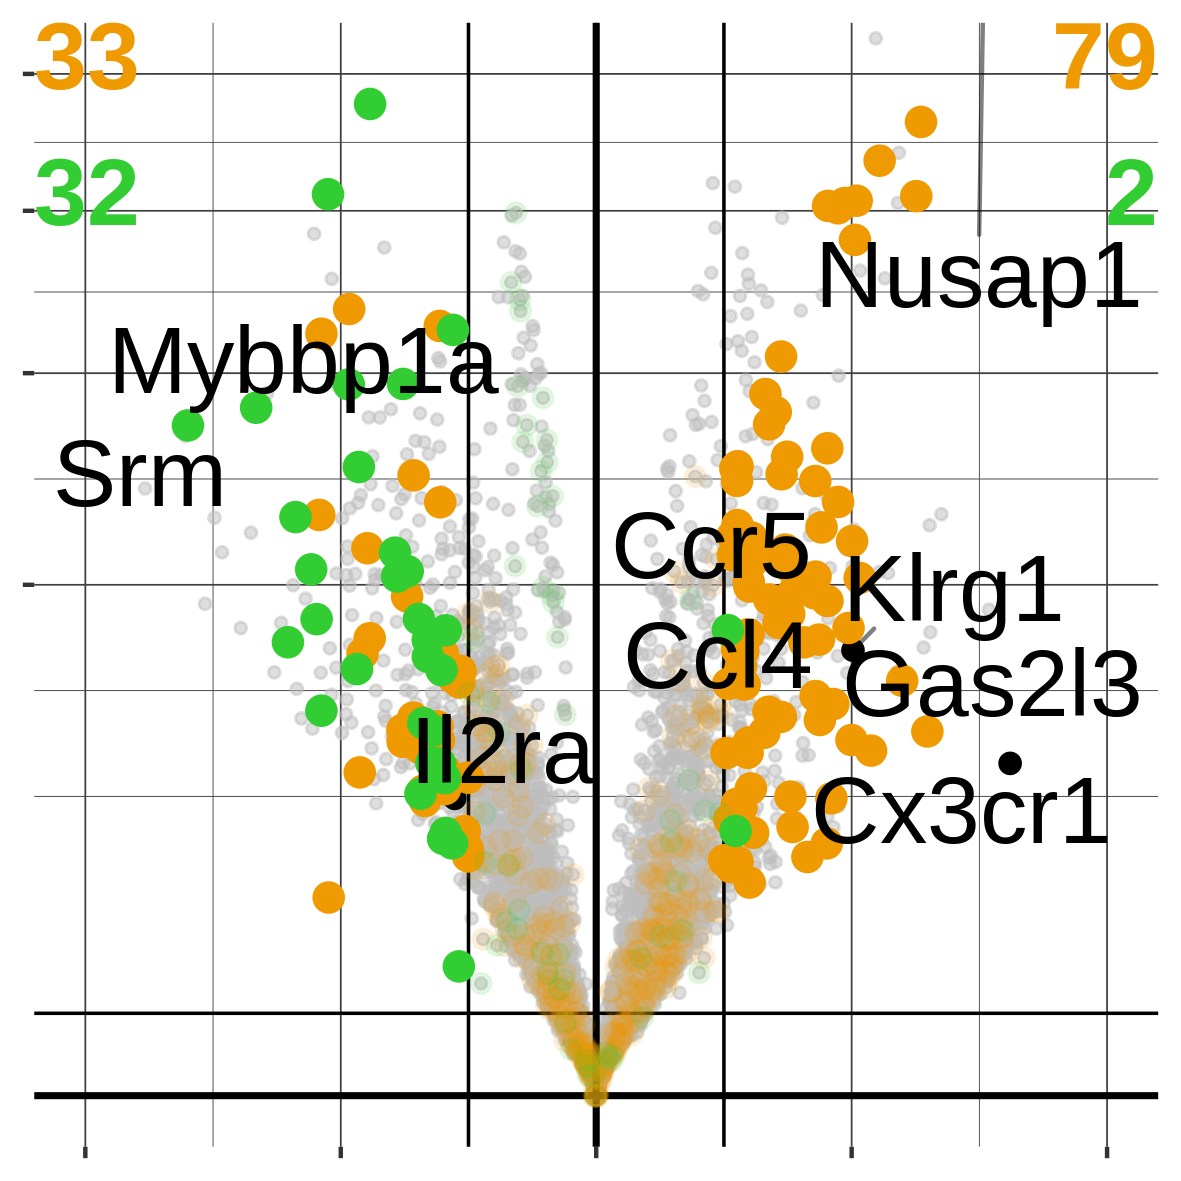 33 79
32 2
Nusap1
Mybbp1a
Srm
Ccr5
Klrg1
Ccl4
Gas2l3
Il2ra
Cx3cr1